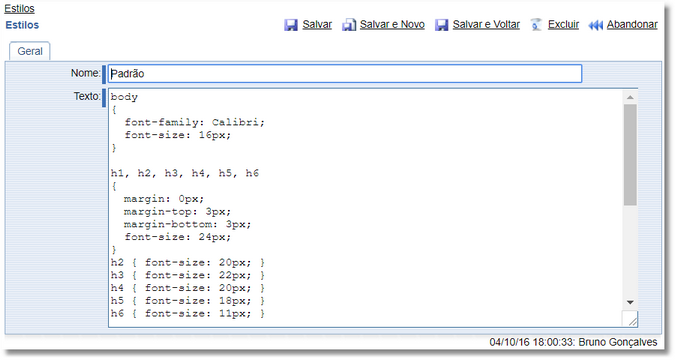 Estilos
Estilos Salvar Salvar e Novo Salvar e Voltar Excluir Abandonar
Geral
Nome: Padrão
Texto: body
{
  font-family: Calibri;
  font-size: 16px;
}
h1, h2, h3, h4, h5, h6
{
  margin: 0px;
  margin-top: 3px;
  margin-bottom: 3px;
  font-size: 24px;
}
h2 { font-size: 20px; }
h3 { font-size: 22px; }
h4 { font-size: 20px; }
h5 { font-size: 18px; }
h6 { font-size: 11px; }
04/10/16 18:00:33: Bruno Gonçalves